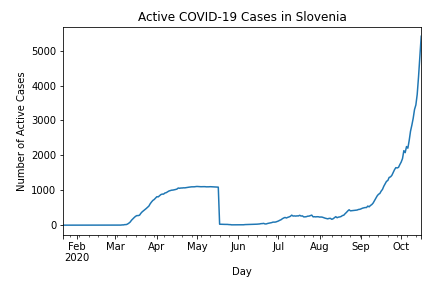 Active COVID-19 Cases in Slovenia
Number of Active Cases
5000
4000
3000
2000
1000
0
Feb Mar Apr May Jun Jul Aug Sep Oct
2020
Day